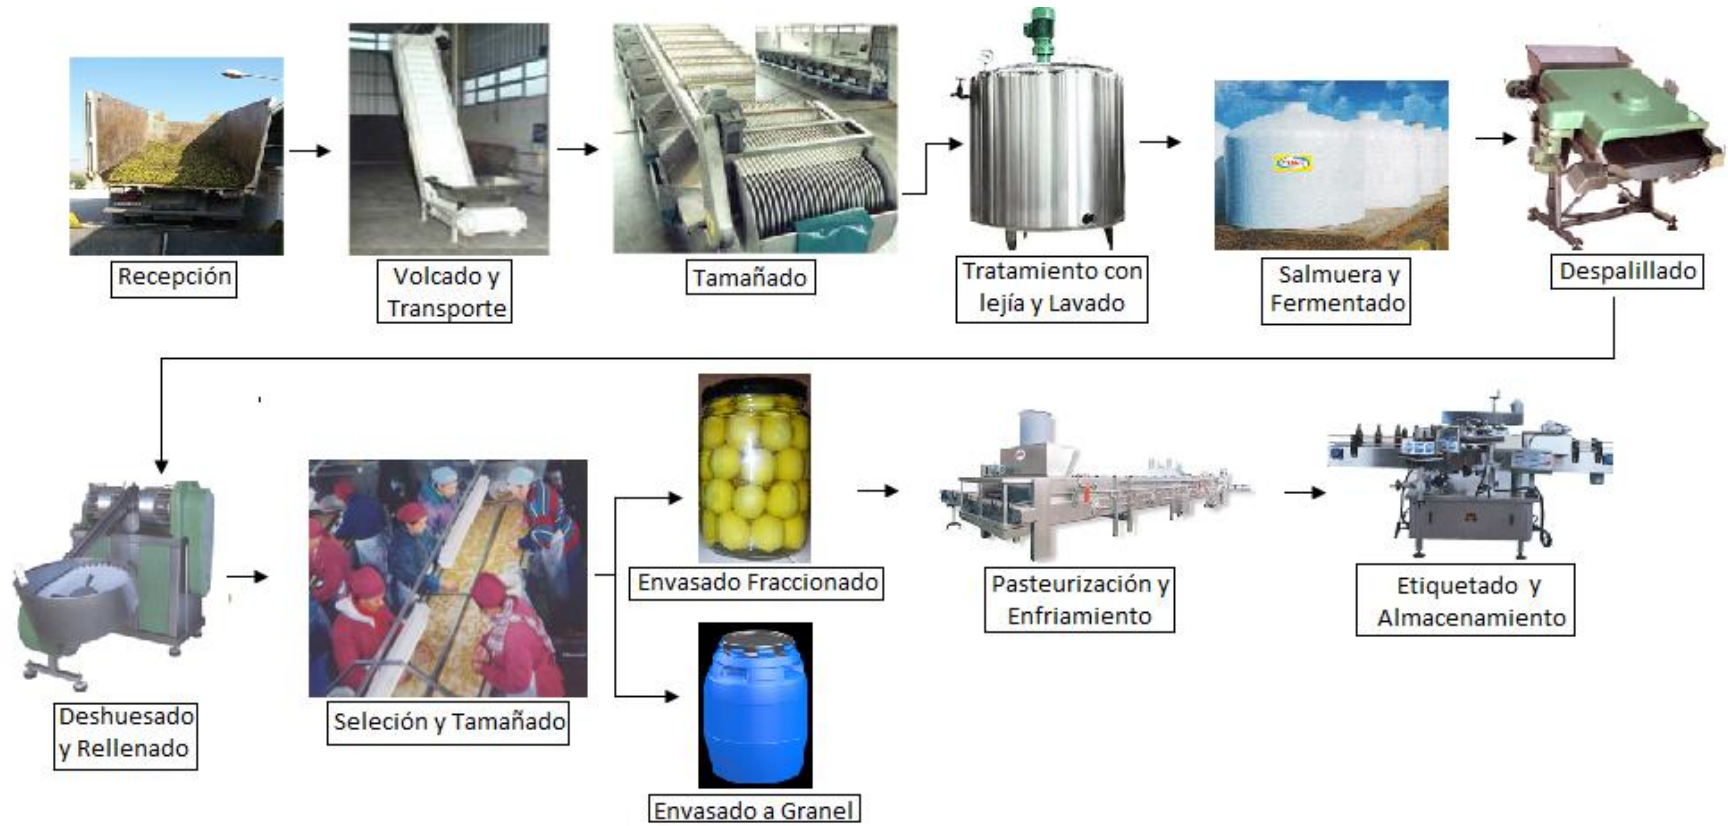 Recepción
Volcado y
Transporte
Tamañado
Tratamiento con
lejía y Lavado
Salmuera y
Fermentado
Despalillado
Deshuesado
y Rellenado
Seleción y Tamañado
Envasado Fraccionado
Envasado a Granel
Pasteurización y
Enfriamiento
Etiquetado y
Almacenamiento